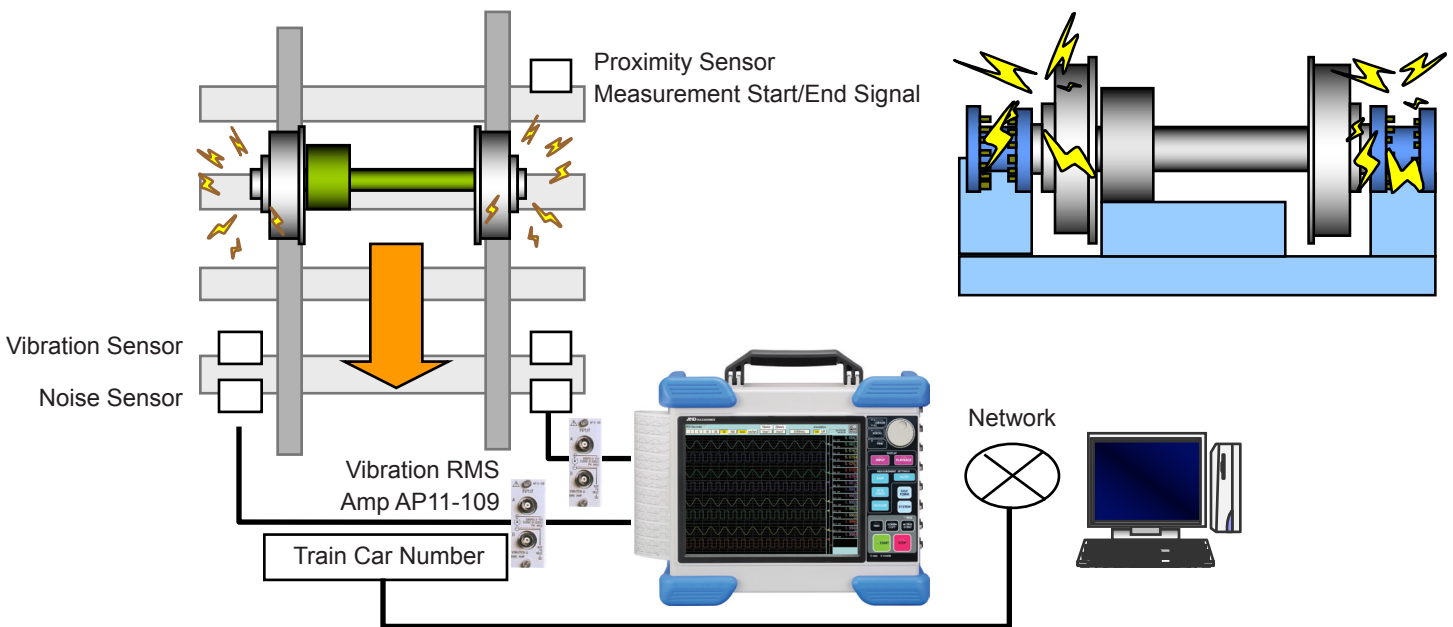 Proximity Sensor
Measurement Start/End Signal
Vibration Sensor
Noise Sensor
Vibration RMS
Amp AP11-109
Train Car Number
Network